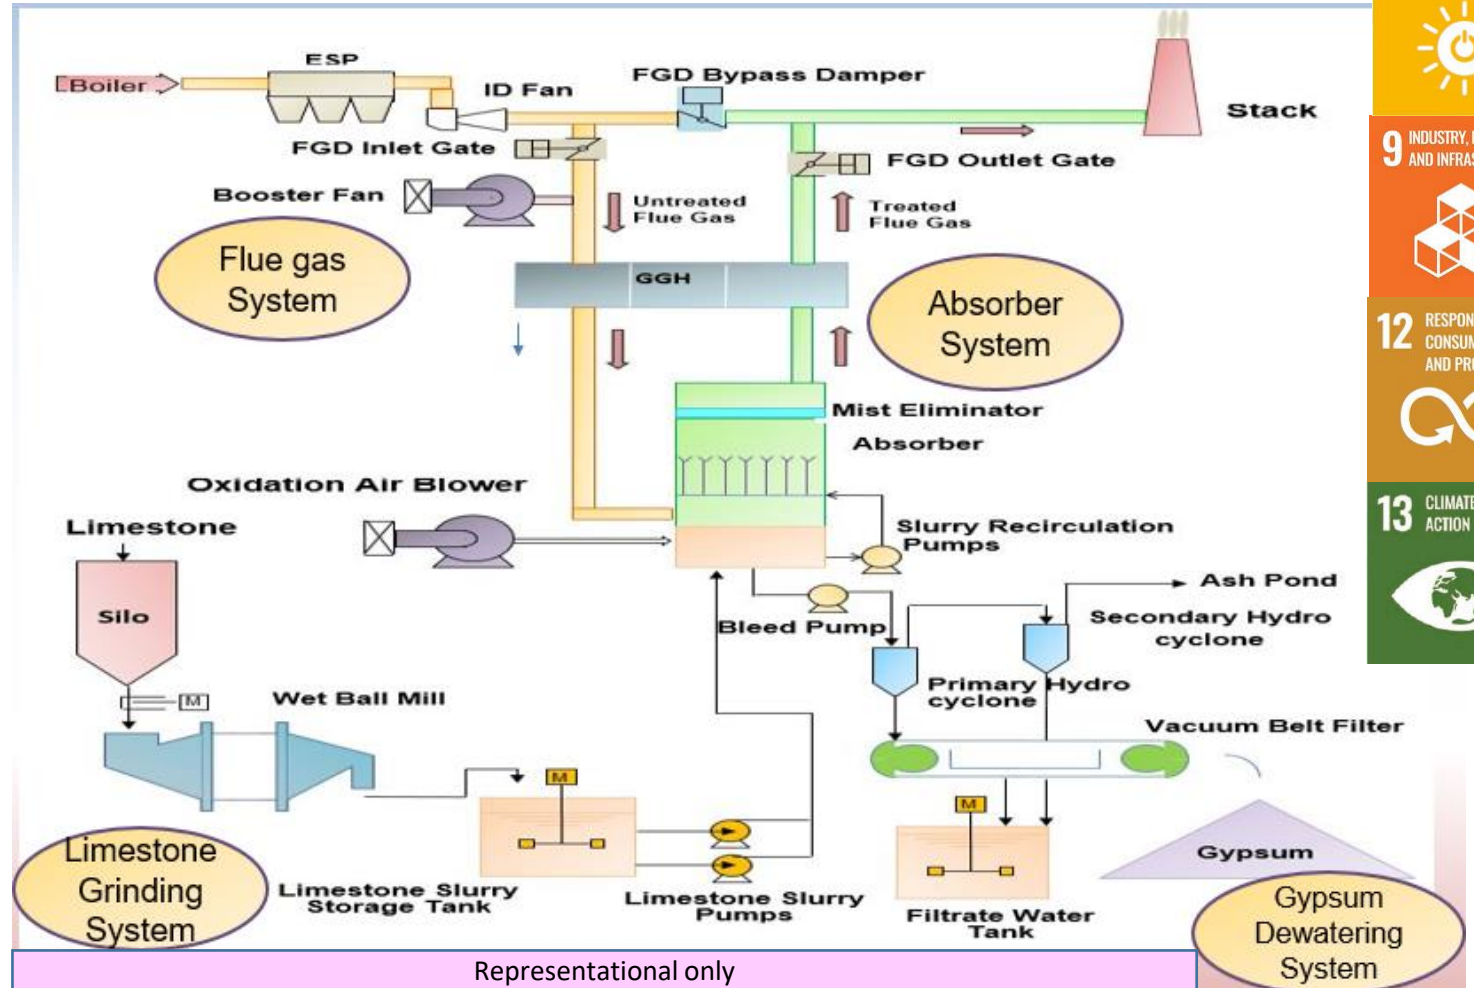 ESP
Boiler
ID Fan
FGD Bypass Damper
Stack
FGD Inlet Gate
FGD Outlet Gate
Booster Fan
Untreated
Flue Gas
Treated
Flue Gas
Flue gas
System
GGH
Absorber
System
Mist Eliminator
Absorber
Oxidation Air Blower
Limestone
Slurry Recirculation
Pumps
Silo
Ash Pond
Bleed Pump
Secondary Hydro
cyclone
M
Wet Ball Mill
Primary Hydro
cyclone
Vacuum Belt Filter
M
M
Limestone
Grinding
System
Limestone Slurry
Storage Tank
Limestone Slurry
Pumps
Filtrate Water
Tank
Gypsum
Gypsum
Dewatering
System
Representational only
9 INDUSTRY,
AND
12
AND
13 CLIMATE
ACTION